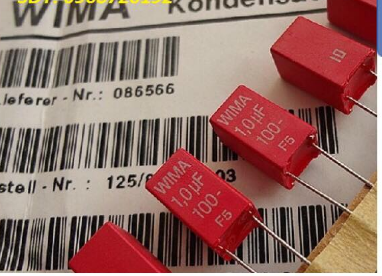 WIMA Kondensat
Lieferer - Nr.: 086566
stell - Nr. : 125/
03
10
WIMA
1,0µF
100-
F5
WIMA
1,0µF
100-
F5